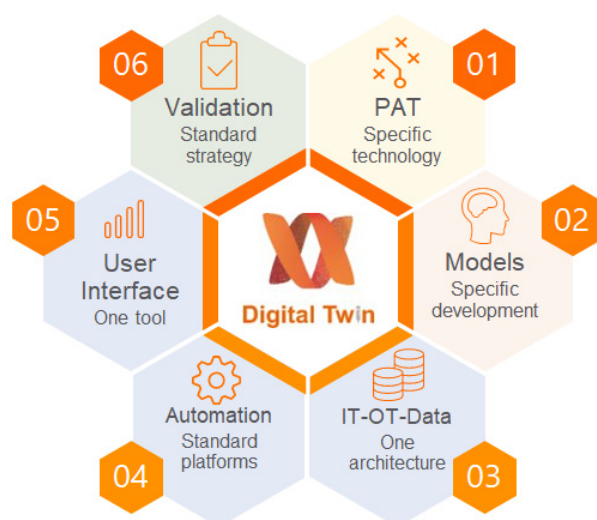 01
PAT
Specific
technology
02
Models
Specific
development
03
IT-OT-Data
One
architecture
04
Automation
Standard
platforms
05
User
Interface
One tool
06
Validation
Standard
strategy
Digital Twin